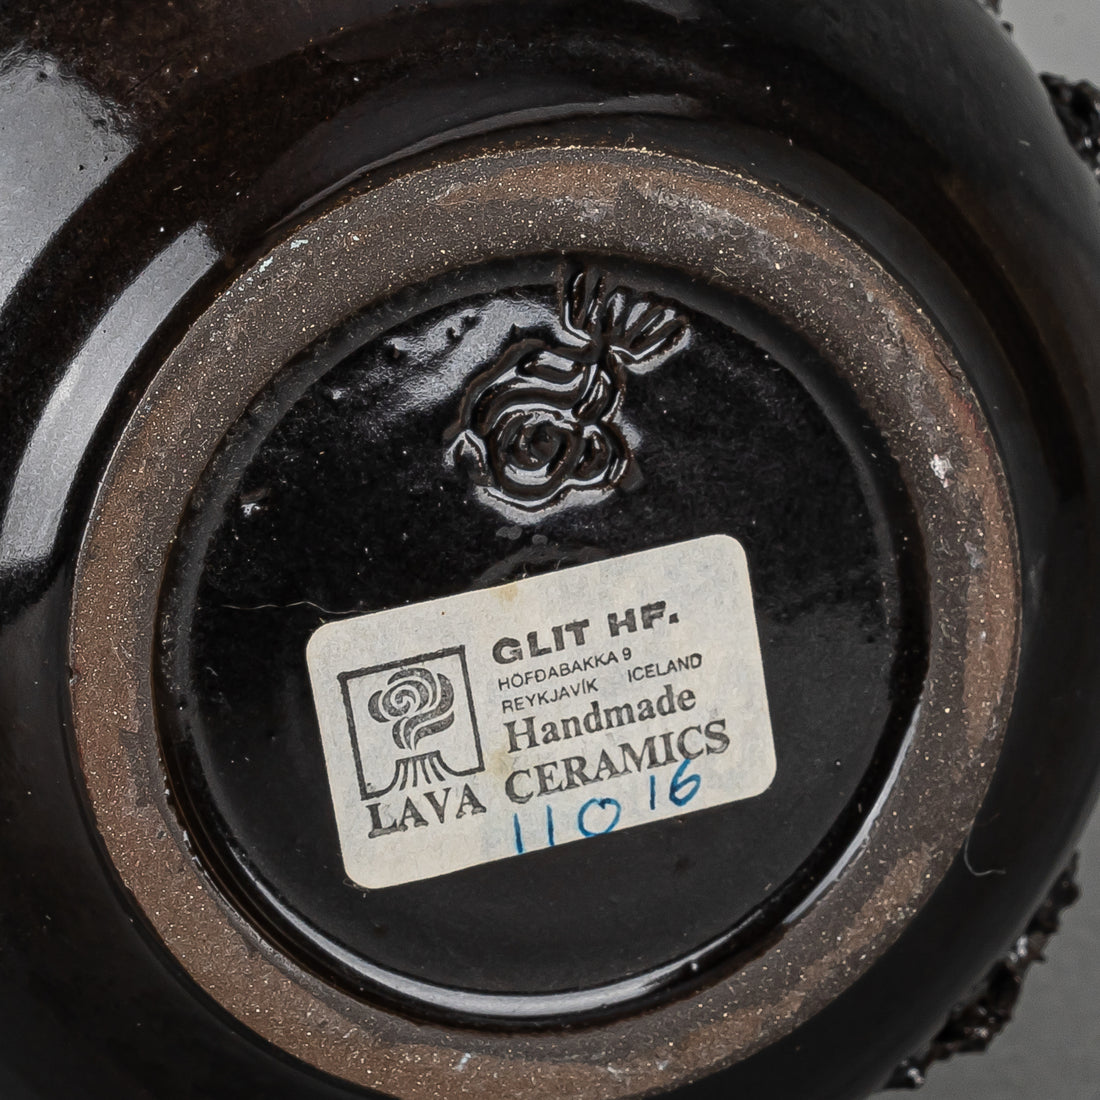 GLIT HF.
HÖFÐABAKKA 9
REYKJAVÍK ICELAND
Handmade
LAVA CERAMICS
11016